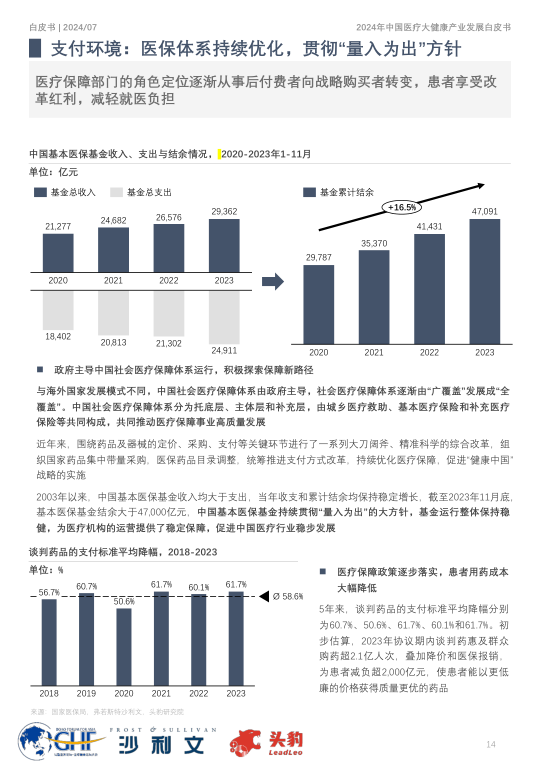 白皮书 | 2024/07
2024年中国医疗大健康产业发展白皮书
支付环境：医保体系持续优化，贯彻“量入为出”方针
医疗保障部门的角色定位逐渐从事后付费者向战略购买者转变，患者享受改
革红利，减轻就医负担
中国基本医保基金收入、支出与结余情况，2020-2023年1-11月
单位：亿元
基金总收入 基金总支出
21,277 24,682 26,576 29,362
2020 2021 2022 2023
18,402 20,813 21,302 24,911
基金累计结余
+16.5%
29,787 35,370 41,431 47,091
2020 2021 2022 2023
政府主导中国社会医疗保障体系运行，积极探索保障新路径
与海外国家发展模式不同，中国社会医疗保障体系由政府主导，社会医疗保障体系逐渐由“广覆盖”发展成“全
覆盖”。中国社会医疗保障体系分为托底层、主体层和补充层，由城乡医疗救助、基本医疗保险和补充医疗
保险等共同构成，共同推动医疗保障事业高质量发展
近年来，围绕药品及器械的定价、采购、支付等关键环节进行了一系列大刀阔斧、精准科学的综合改革，组
织国家药品集中带量采购，医保药品目录调整，统筹推进支付方式改革，持续优化医疗保障，促进“健康中国”
战略的实施
2003年以来，中国基本医保基金收入均大于支出，当年收支和累计结余均保持稳定增长，截至2023年11月底,
基本医保基金结余大于47,000亿元，中国基本医保基金持续贯彻“量入为出”的大方针，基金运行整体保持稳
健，为医疗机构的运营提供了稳定保障，促进中国医疗行业稳步发展
谈判药品的支付标准平均降幅，2018-2023
单位：%
56.7% 60.7% 50.6% 61.7% 60.1% 61.7%
Ø 58.6%
2018 2019 2020 2021 2022 2023
医疗保障政策逐步落实，患者用药成本
大幅降低
5年来，谈判药品的支付标准平均降幅分别
为60.7%、50.6%、61.7%、60.1%和61.7%。初
步估算，2023年协议期内谈判药惠及群众
购药超2.1亿人次，叠加降价和医保报销，
为患者减负超2,000亿元，使患者能以更低
廉的价格获得质量更优的药品
来源：国家医保局，弗若斯特沙利文，头豹研究院
GHF
FROST & SULLIVAN
沙利文
头豹
LeadLeo
14